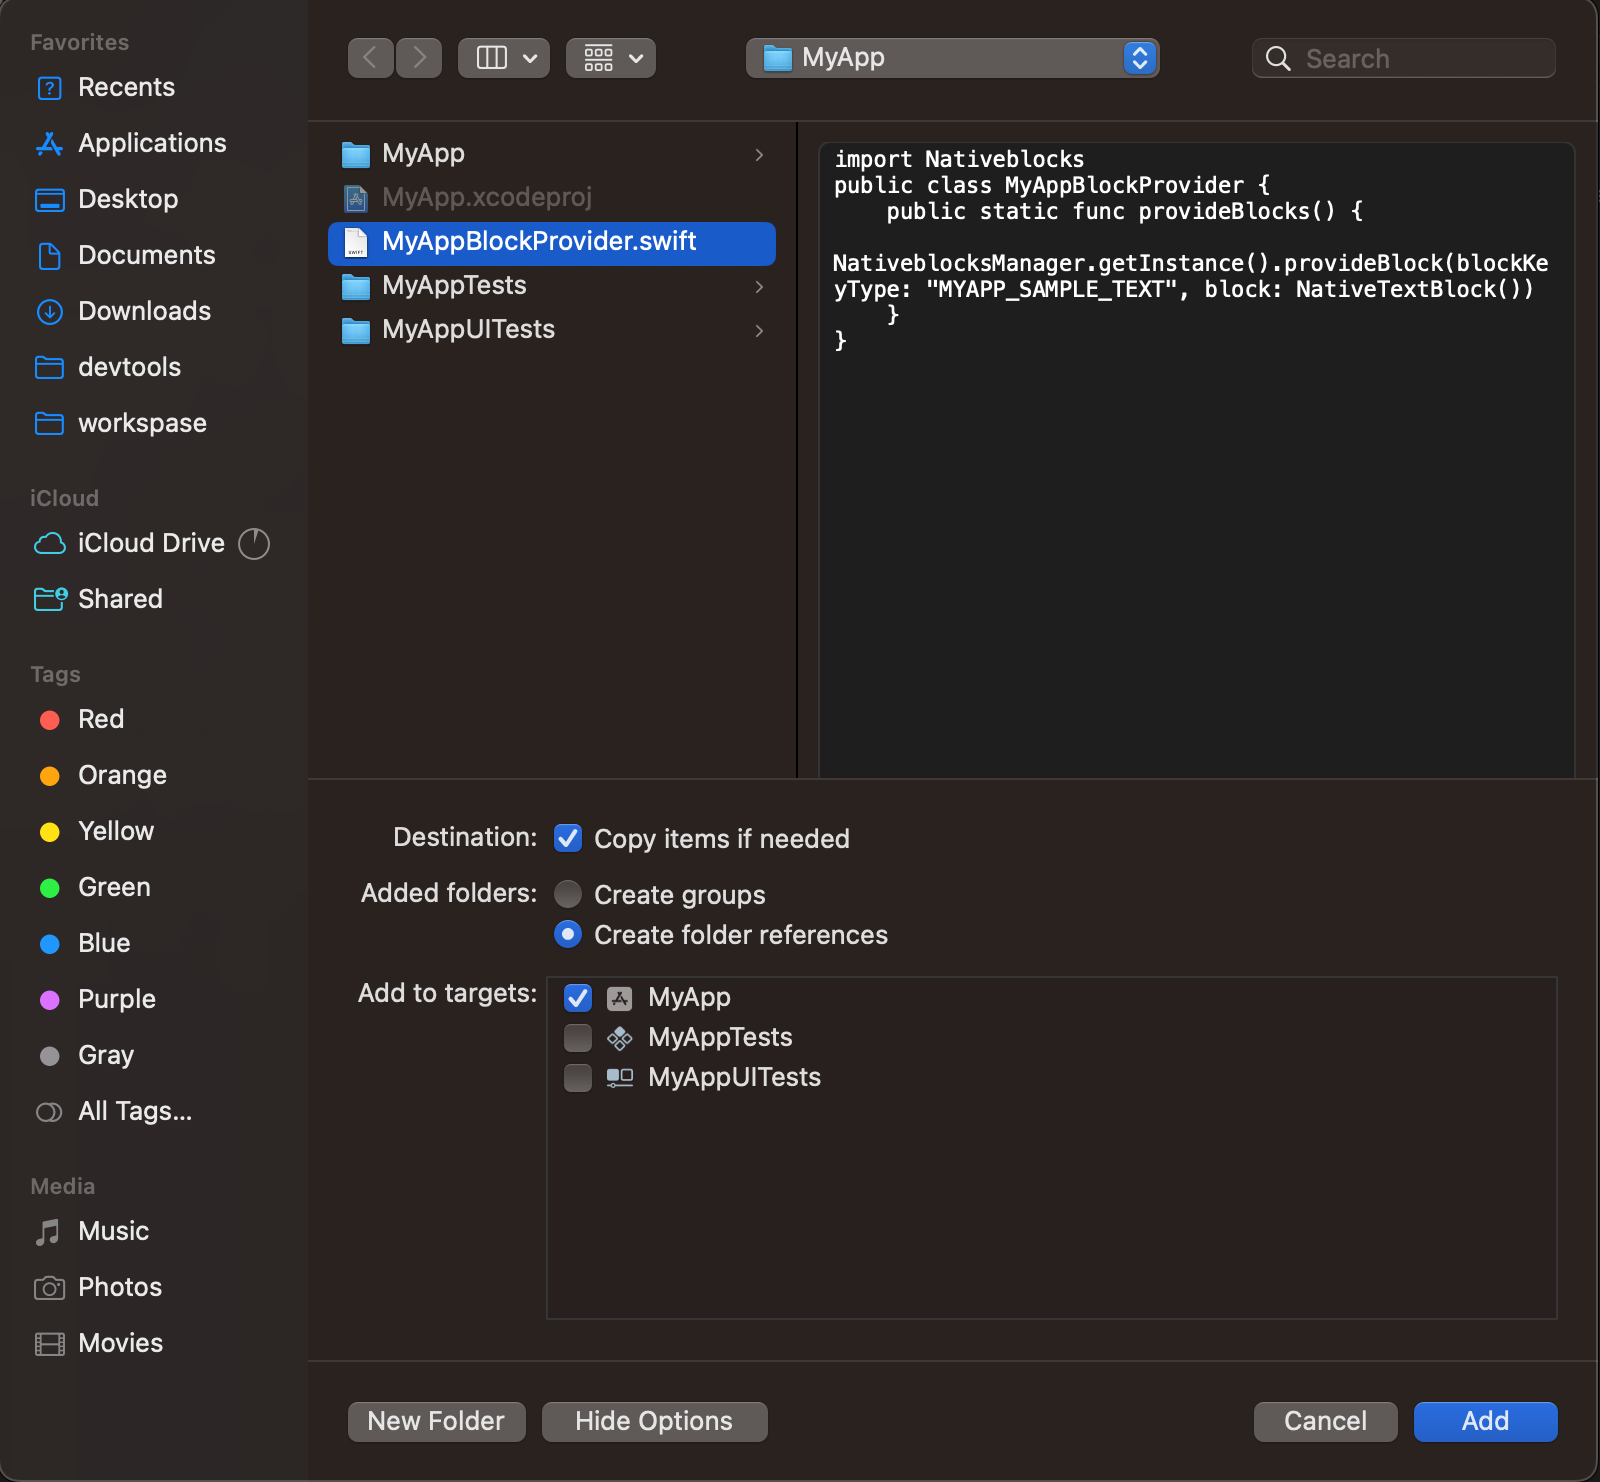 Favorites
Recents
Applications
Desktop
Documents
Downloads
devtools
workspase
iCloud
iCloud Drive
Shared
Tags
Red
Orange
Yellow
Green
Blue
Purple
Gray
All Tags...
Media
Music
Photos
Movies
MyApp
Search
MyApp
MyApp.xcodeproj
MyAppBlockProvider.swift
MyAppTests
MyAppUITests
import Nativeblocks
public class MyAppBlockProvider {
    public static func provideBlocks() {
NativeblocksManager.getInstance().provideBlock(blockKe
yType: "MYAPP_SAMPLE_TEXT", block: NativeTextBlock())
    }
}
Destination: Copy items if needed
Added folders: Create groups
Create folder references
Add to targets: MyApp
MyAppTests
MyAppUITests
New Folder Hide Options Cancel Add